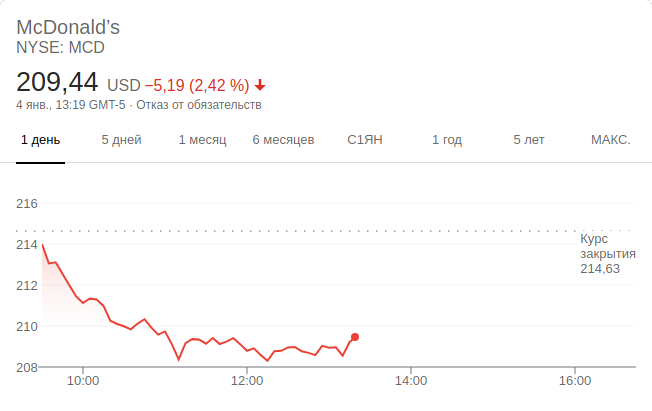 McDonald's
NYSE: MCD
209,44 USD −5,19 (2,42 %)
4 янв., 13:19 GMT-5 · Отказ от обязательств
1 день 5 дней 1 месяц 6 месяцев С1ЯН 1 год 5 лет МАКС.
216
214
212
210
208
Курс
закрытия
214,63
10:00 12:00 14:00 16:00